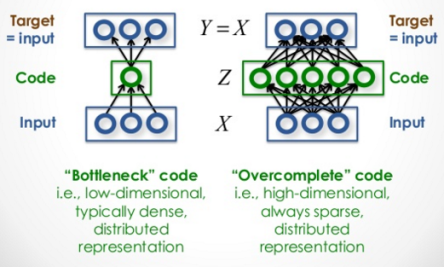 Target
= input
Y = X
Target
= input
Code
Z
Code
Input
X
Input
“Bottleneck” code
i.e., low-dimensional,
typically dense,
distributed
representation
“Overcomplete” code
i.e., high-dimensional,
always sparse,
distributed
representation